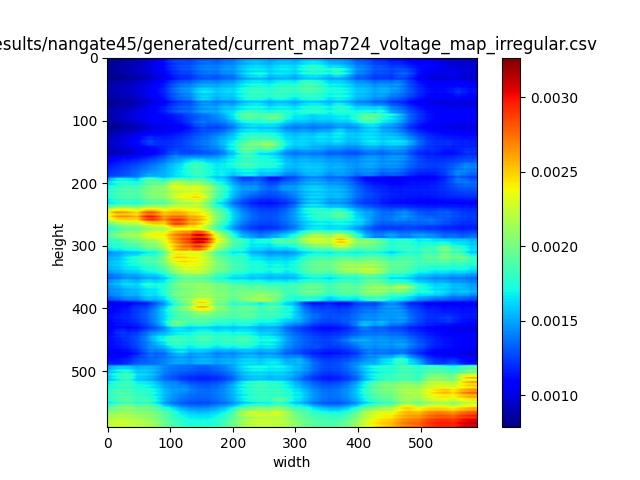 esults/nangate45/generated/current_map724_voltage_map_irregular.csv
0
100
200
300
400
500
height
0 100 200 300 400 500
width
0.0030
0.0025
0.0020
0.0015
0.0010